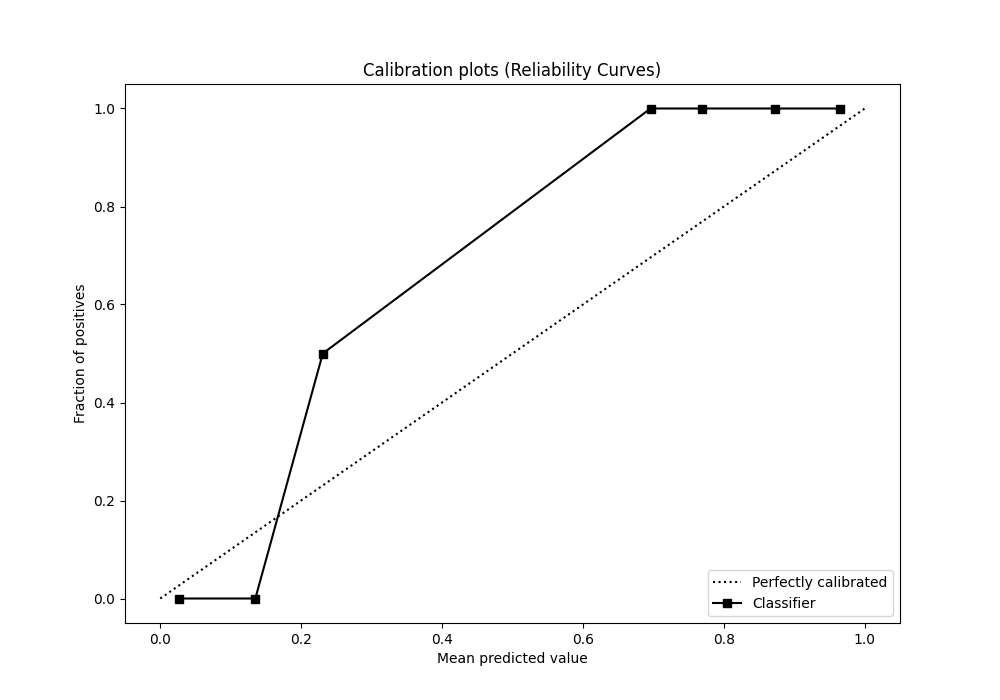 Calibration plots (Reliability Curves)
1.0
0.8
0.6
0.4
0.2
0.0
Fraction of positives
0.0 0.2 0.4 0.6 0.8 1.0
Mean predicted value
Perfectly calibrated
Classifier